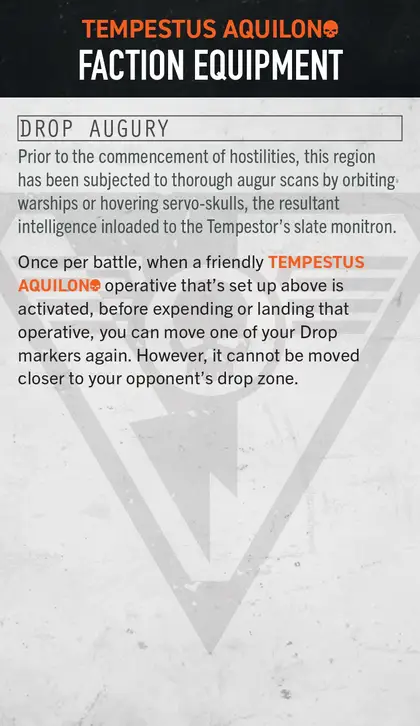 TEMPESTUS AQUILON
FACTION EQUIPMENT
DROP AUGURY
Prior to the commencement of hostilities, this region
has been subjected to thorough augur scans by orbiting
warships or hovering servo-skulls, the resultant
intelligence inloaded to the Tempestor's slate monitron.
Once per battle, when a friendly TEMPESTUS
AQUILON operative that's set up above is
activated, before expending or landing that
operative, you can move one of your Drop
markers again. However, it cannot be moved
closer to your opponent's drop zone.